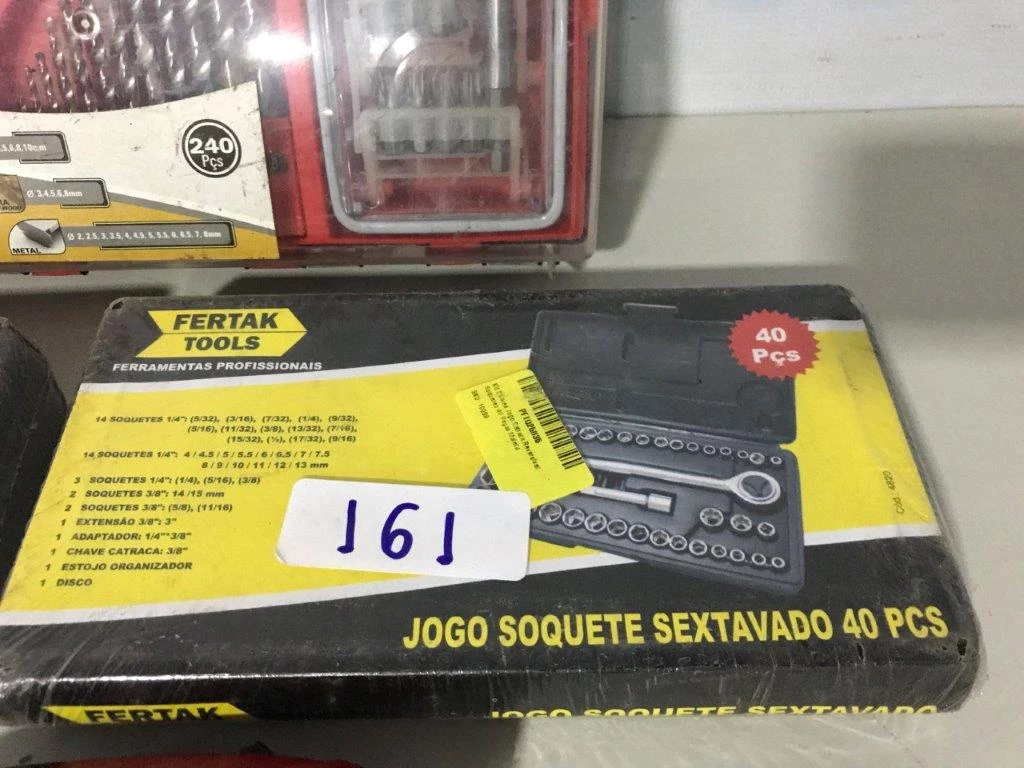 240
Pçs
Ø 3,4,5,6,8mm
METAL
Ø 2, 2.5, 3, 3.5, 4, 4.5, 5, 5.5, 6, 6.5, 7, 8mm
FERTAK
TOOLS
FERRAMENTAS PROFISSIONAIS
40
Pçs
14 SOQUETES 1/4": (5/32), (3/16), (7/32), (1/4), (9/32),
(5/16), (11/32), (3/8), (13/32), (7/16),
(15/32), (½), (17/32), (9/16)
14 SOQUETES 1/4": 4 / 4.5 / 5 / 5.5 / 6 / 6.5 / 7 / 7.5
8 / 9 / 10 / 11 / 12 / 13 mm
3 SOQUETES 1/4": (1/4), (5/16), (3/8)
2 SOQUETES 3/8": 14 /15 mm
2 SOQUETES 3/8": (5/8), (11/16)
1 EXTENSÃO 3/8": 3"
1 ADAPTADOR: 1/4"*3/8"
1 CHAVE CATRACA: 3/8"
1 ESTOJO ORGANIZADOR
1 DISCO
161
Cód.: 4820
JOGO SOQUETE SEXTAVADO 40 PCS
FERTAK
JOGO SOQUETE SEXTAVADO